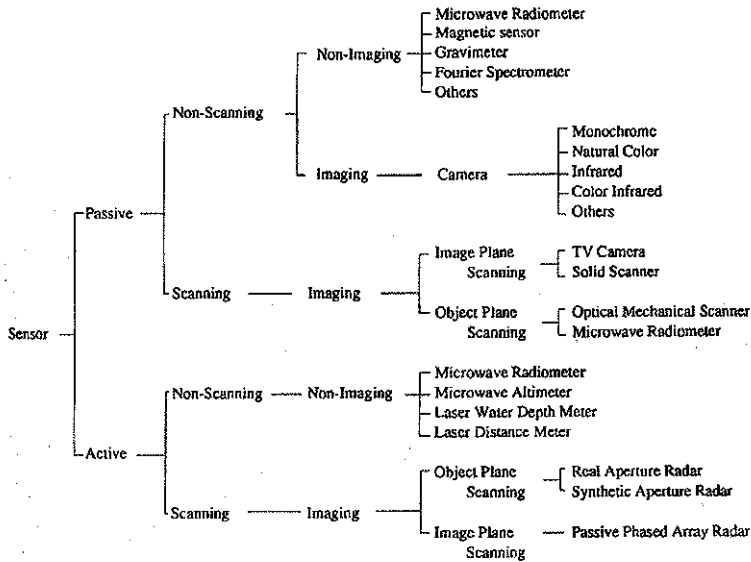 Microwave Radiometer
Magnetic sensor
Non-Imaging
Gravimeter
Fourier Spectrometer
Others
Non-Scanning
Monochrome
Natural Color
Imaging
Camera
Infrared
Color Infrared
Others
Passive
Image Plane
Scanning
TV Camera
Solid Scanner
Scanning
Imaging
Object Plane
Scanning
Optical Mechanical Scanner
Microwave Radiometer
Sensor
Microwave Radiometer
Non-Scanning
Non-Imaging
Microwave Altimeter
Laser Water Depth Meter
Laser Distance Meter
Active
Object Plane
Scanning
Real Aperture Radar
Synthetic Aperture Radar
Scanning
Imaging
Image Plane
Scanning
Passive Phased Array Radar